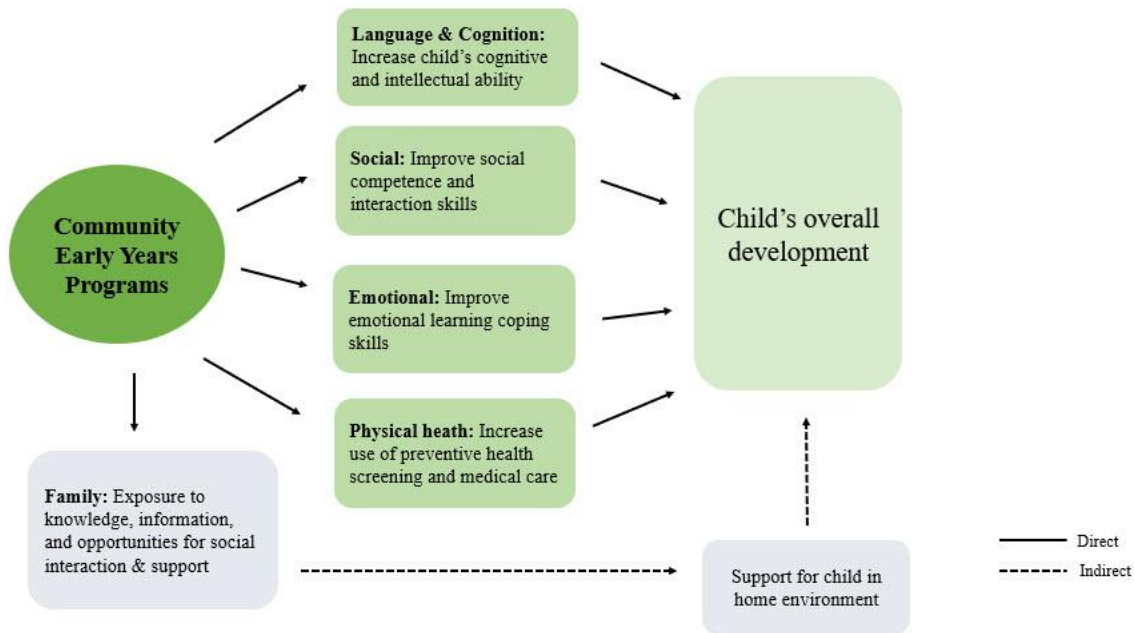 Language & Cognition:
Increase child’s cognitive
and intellectual ability
Social: Improve social
competence and
interaction skills
Community
Early Years
Programs
Child’s overall
development
Emotional: Improve
emotional learning coping
skills
Physical heath: Increase
use of preventive health
screening and medical care
Family: Exposure to
knowledge, information,
and opportunities for social
interaction & support
Support for child in
home environment
Direct
Indirect